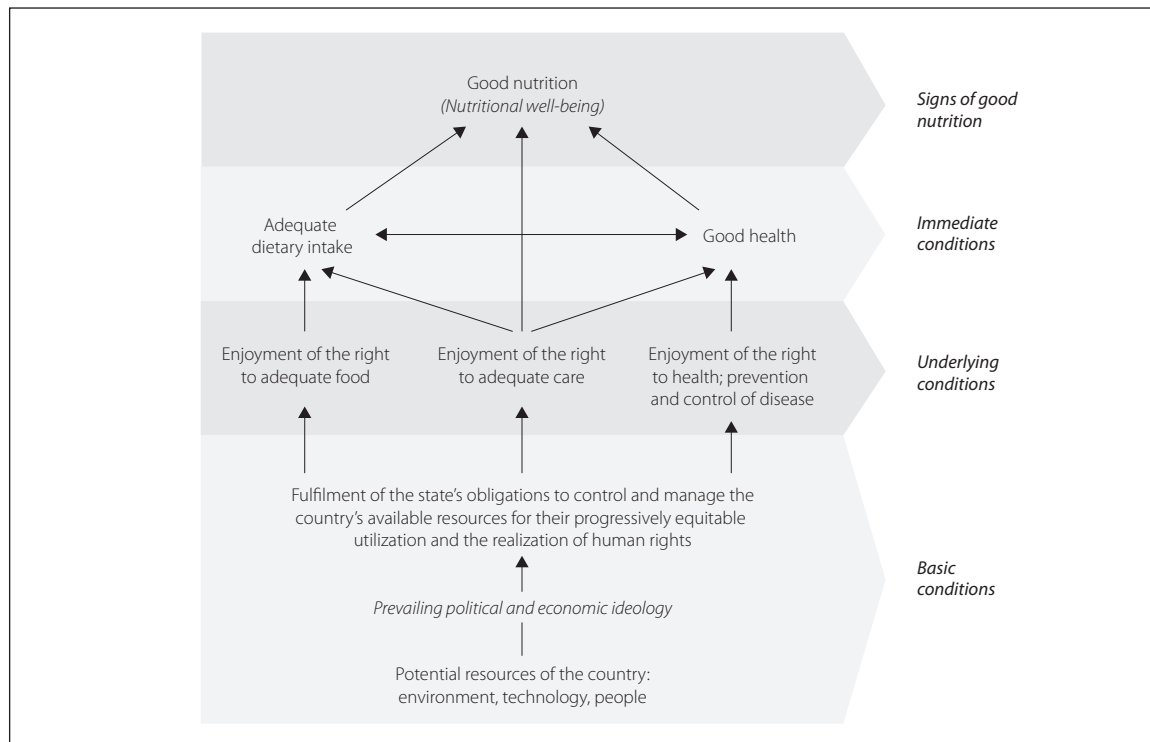 Good nutrition
(Nutritional well-being)
Signs of good
nutrition
Adequate
dietary intake
Good health
Immediate
conditions
Enjoyment of the right
to adequate food
Enjoyment of the right
to adequate care
Enjoyment of the right
to health; prevention
and control of disease
Underlying
conditions
Fulfilment of the state’s obligations to control and manage the
country’s available resources for their progressively equitable
utilization and the realization of human rights
Prevailing political and economic ideology
Potential resources of the country:
environment, technology, people
Basic
conditions